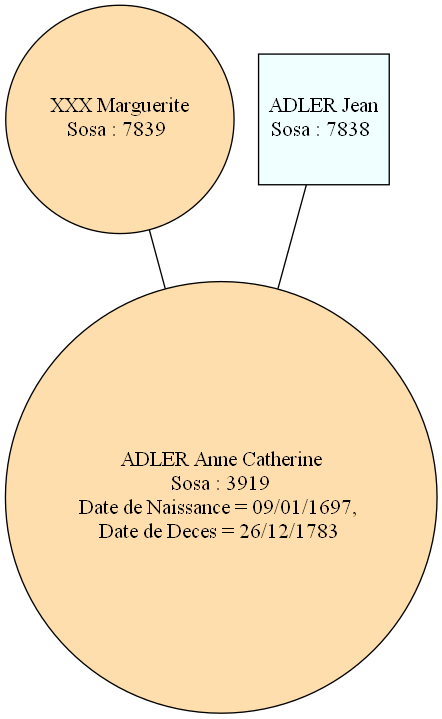 XXX Marguerite
Sosa : 7839
ADLER Jean
Sosa : 7838
ADLER Anne Catherine
Sosa : 3919
Date de Naissance = 09/01/1697,
Date de Deces = 26/12/1783